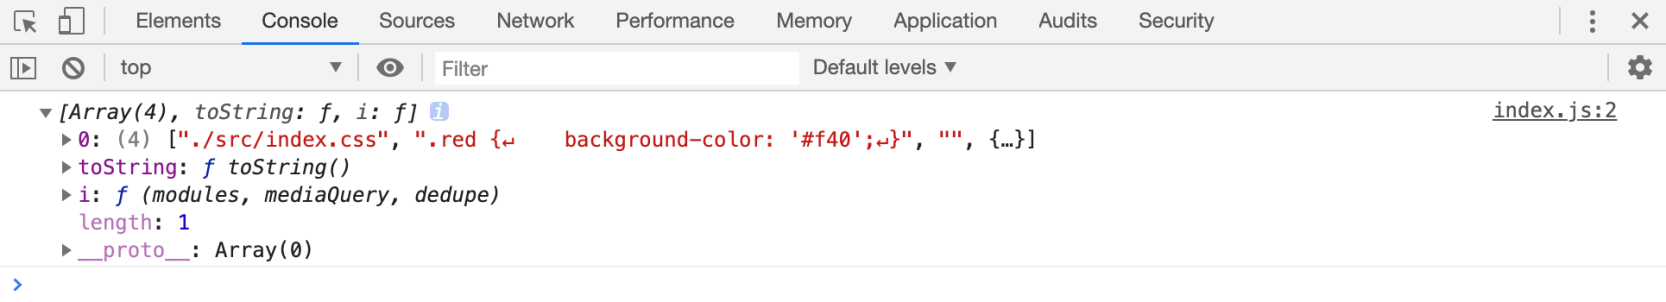 Elements Console Sources Network Performance Memory Application Audits Security
top Filter Default levels
[Array(4), toString: ƒ, i: ƒ] i index.js:2
0: (4) ["./src/index.css", ".red {↵    background-color: '#f40';↵}", "", {…}]
toString: ƒ toString()
i: ƒ (modules, mediaQuery, dedupe)
length: 1
__proto__: Array(0)